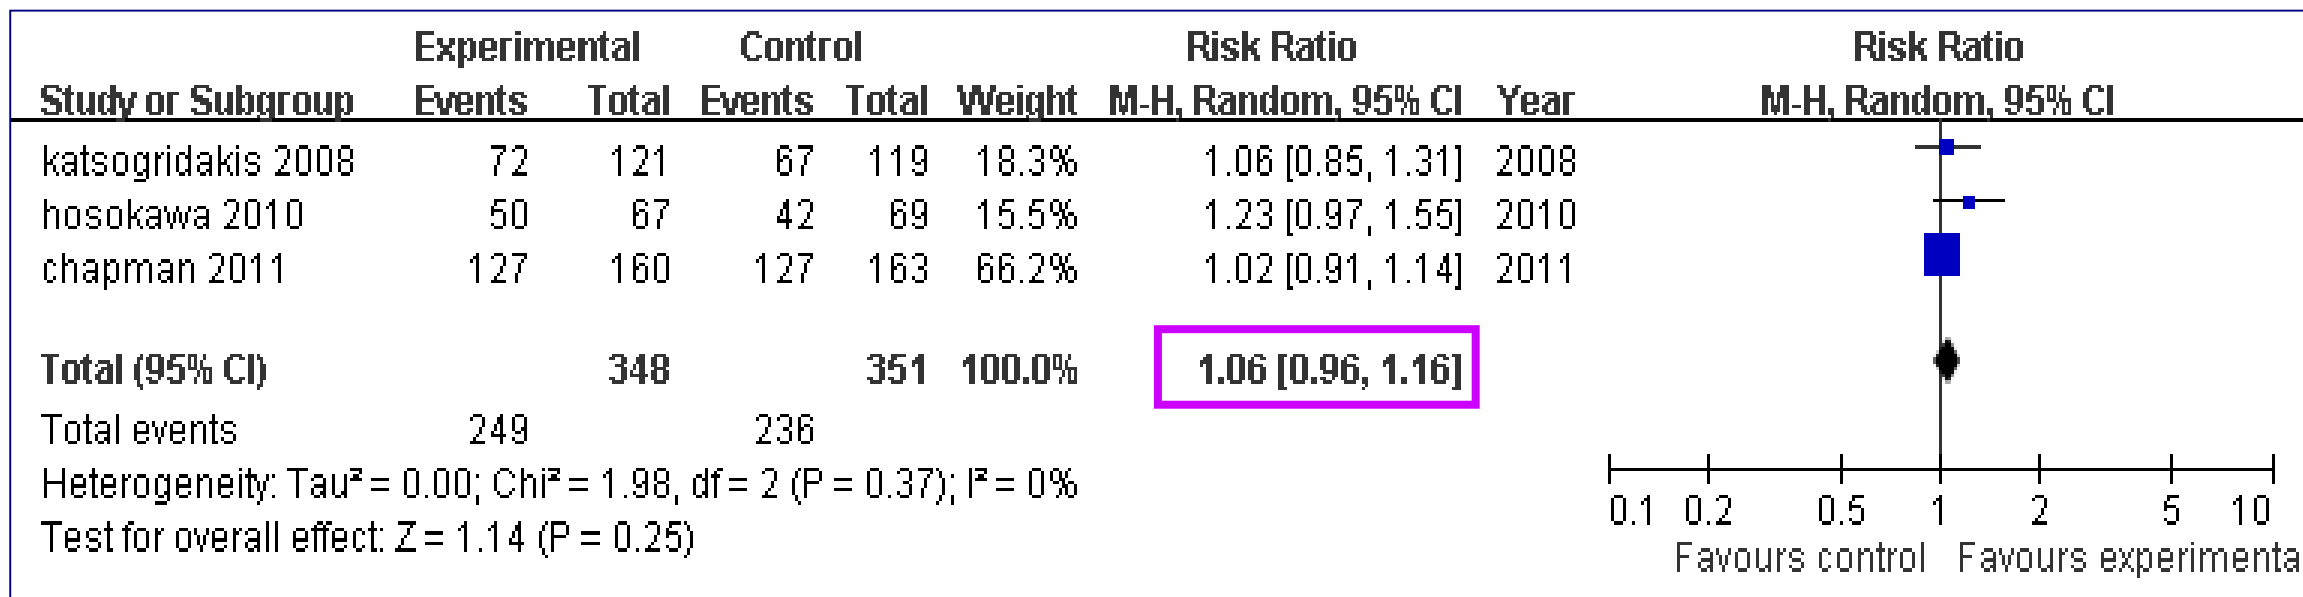 Experimental Control Risk Ratio Risk Ratio
Study or Subgroup Events Total Events Total Weight M-H, Random, 95% CI Year M-H, Random, 95% CI
katsogridakis 2008 72 121 67 119 18.3% 1.06 [0.85, 1.31] 2008
hosokawa 2010 50 67 42 69 15.5% 1.23 [0.97, 1.55] 2010
chapman 2011 127 160 127 163 66.2% 1.02 [0.91, 1.14] 2011
Total (95% CI) 348 351 100.0% 1.06 [0.96, 1.16]
Total events 249 236
Heterogeneity: Tau² = 0.00; Chi² = 1.98, df = 2 (P = 0.37); I² = 0%
Test for overall effect: Z = 1.14 (P = 0.25)
0.1 0.2 0.5 1 2 5 10
Favours control Favours experimenta